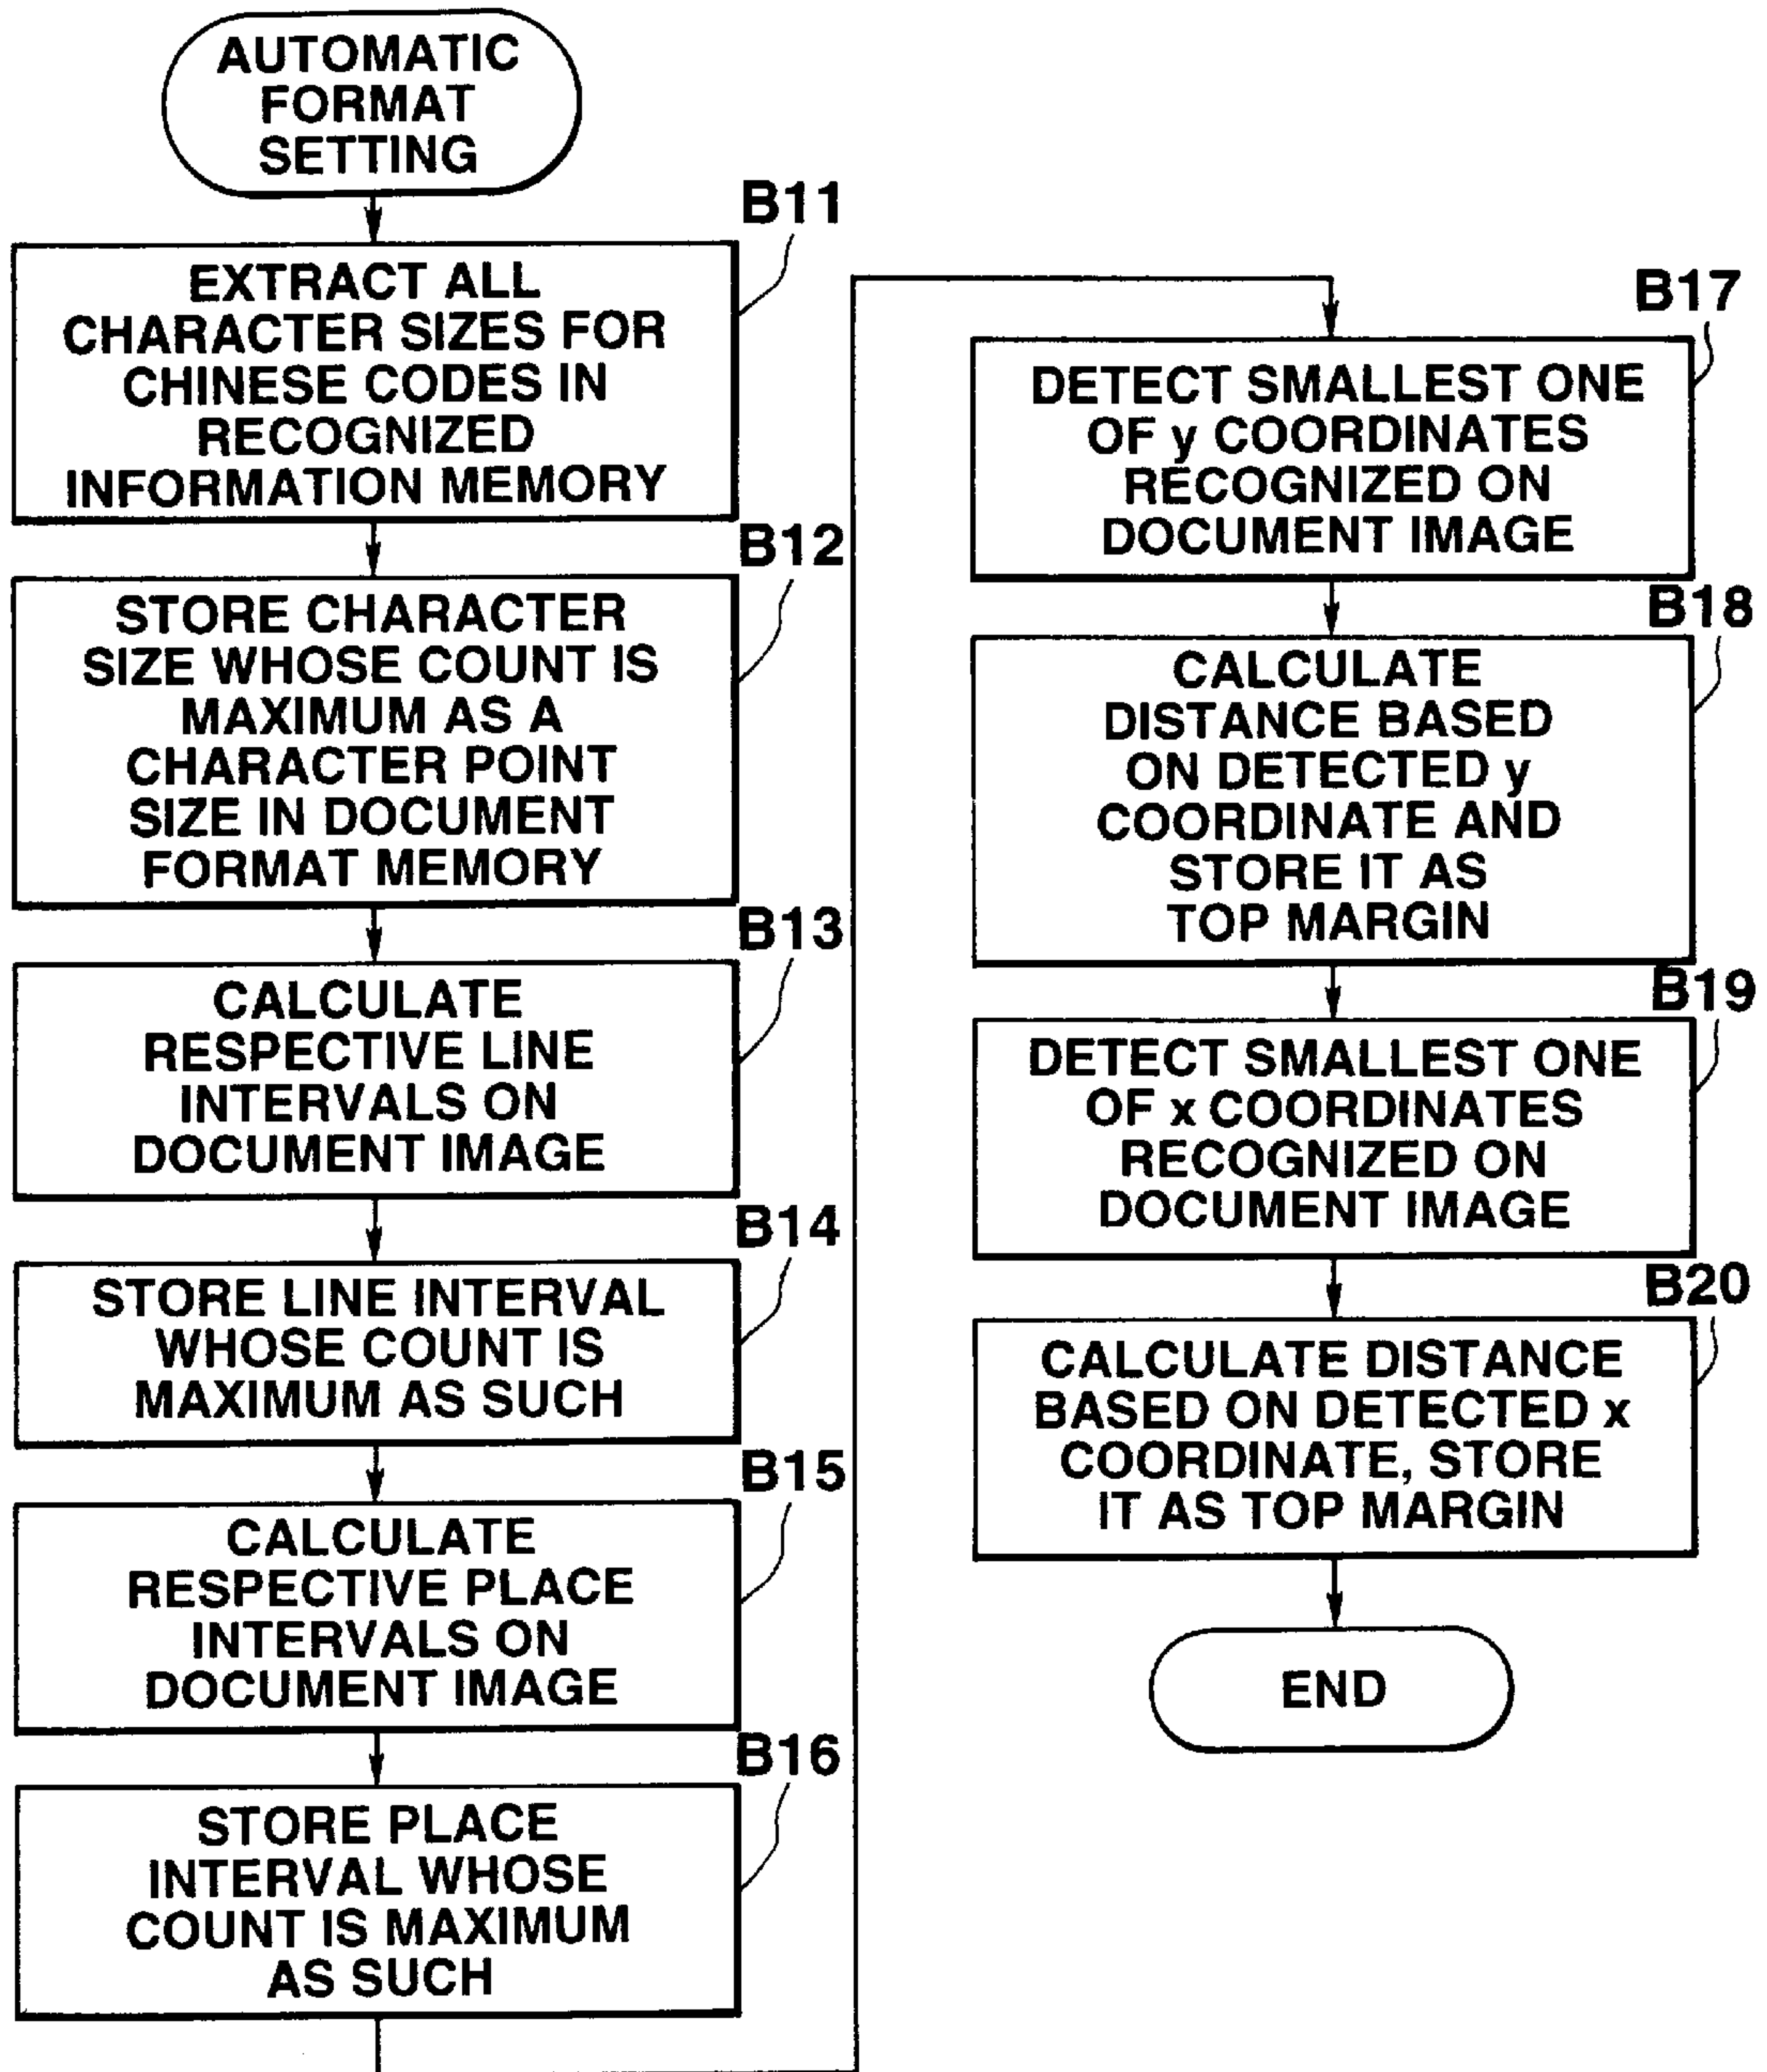 AUTOMATIC
FORMAT
SETTING
B11
EXTRACT ALL
CHARACTER SIZES FOR
CHINESE CODES IN
RECOGNIZED
INFORMATION MEMORY
B12
STORE CHARACTER
SIZE WHOSE COUNT IS
MAXIMUM AS A
CHARACTER POINT
SIZE IN DOCUMENT
FORMAT MEMORY
B13
CALCULATE
RESPECTIVE LINE
INTERVALS ON
DOCUMENT IMAGE
B14
STORE LINE INTERVAL
WHOSE COUNT IS
MAXIMUM AS SUCH
B15
CALCULATE
RESPECTIVE PLACE
INTERVALS ON
DOCUMENT IMAGE
B16
STORE PLACE
INTERVAL WHOSE
COUNT IS MAXIMUM
AS SUCH
B17
DETECT SMALLEST ONE
OF y COORDINATES
RECOGNIZED ON
DOCUMENT IMAGE
B18
CALCULATE
DISTANCE BASED
ON DETECTED y
COORDINATE AND
STORE IT AS
TOP MARGIN
B19
DETECT SMALLEST ONE
OF x COORDINATES
RECOGNIZED ON
DOCUMENT IMAGE
B20
CALCULATE DISTANCE
BASED ON DETECTED x
COORDINATE, STORE
IT AS TOP MARGIN
END